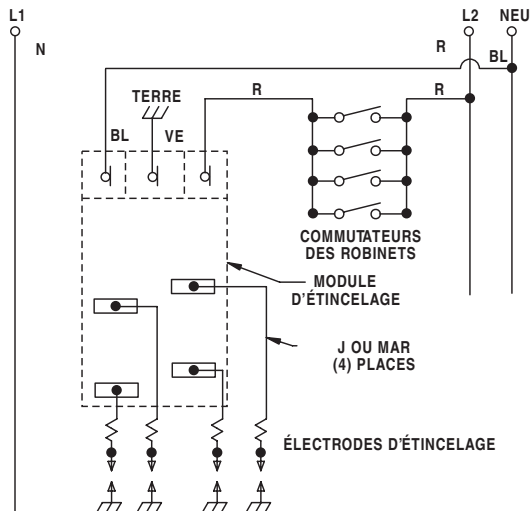 L1
L2
NEU
N
R
BL
TERRE
R
R
BL
VE
COMMUTATEURS
DES ROBINETS
MODULE
D'ÉTINCELAGE
J OU MAR
(4) PLACES
ÉLECTRODES D'ÉTINCELAGE